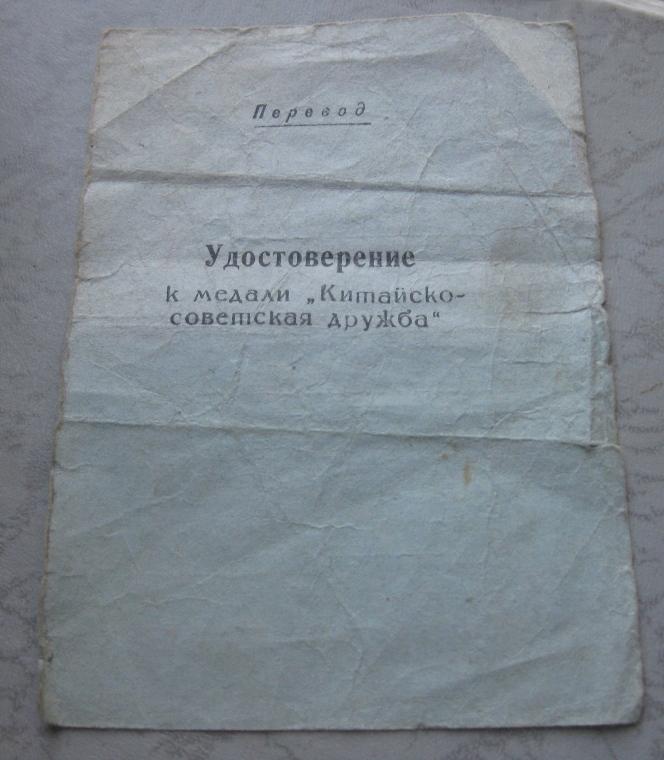 Перевод
Удостоверение
к медали „Китайско-
советская дружба“